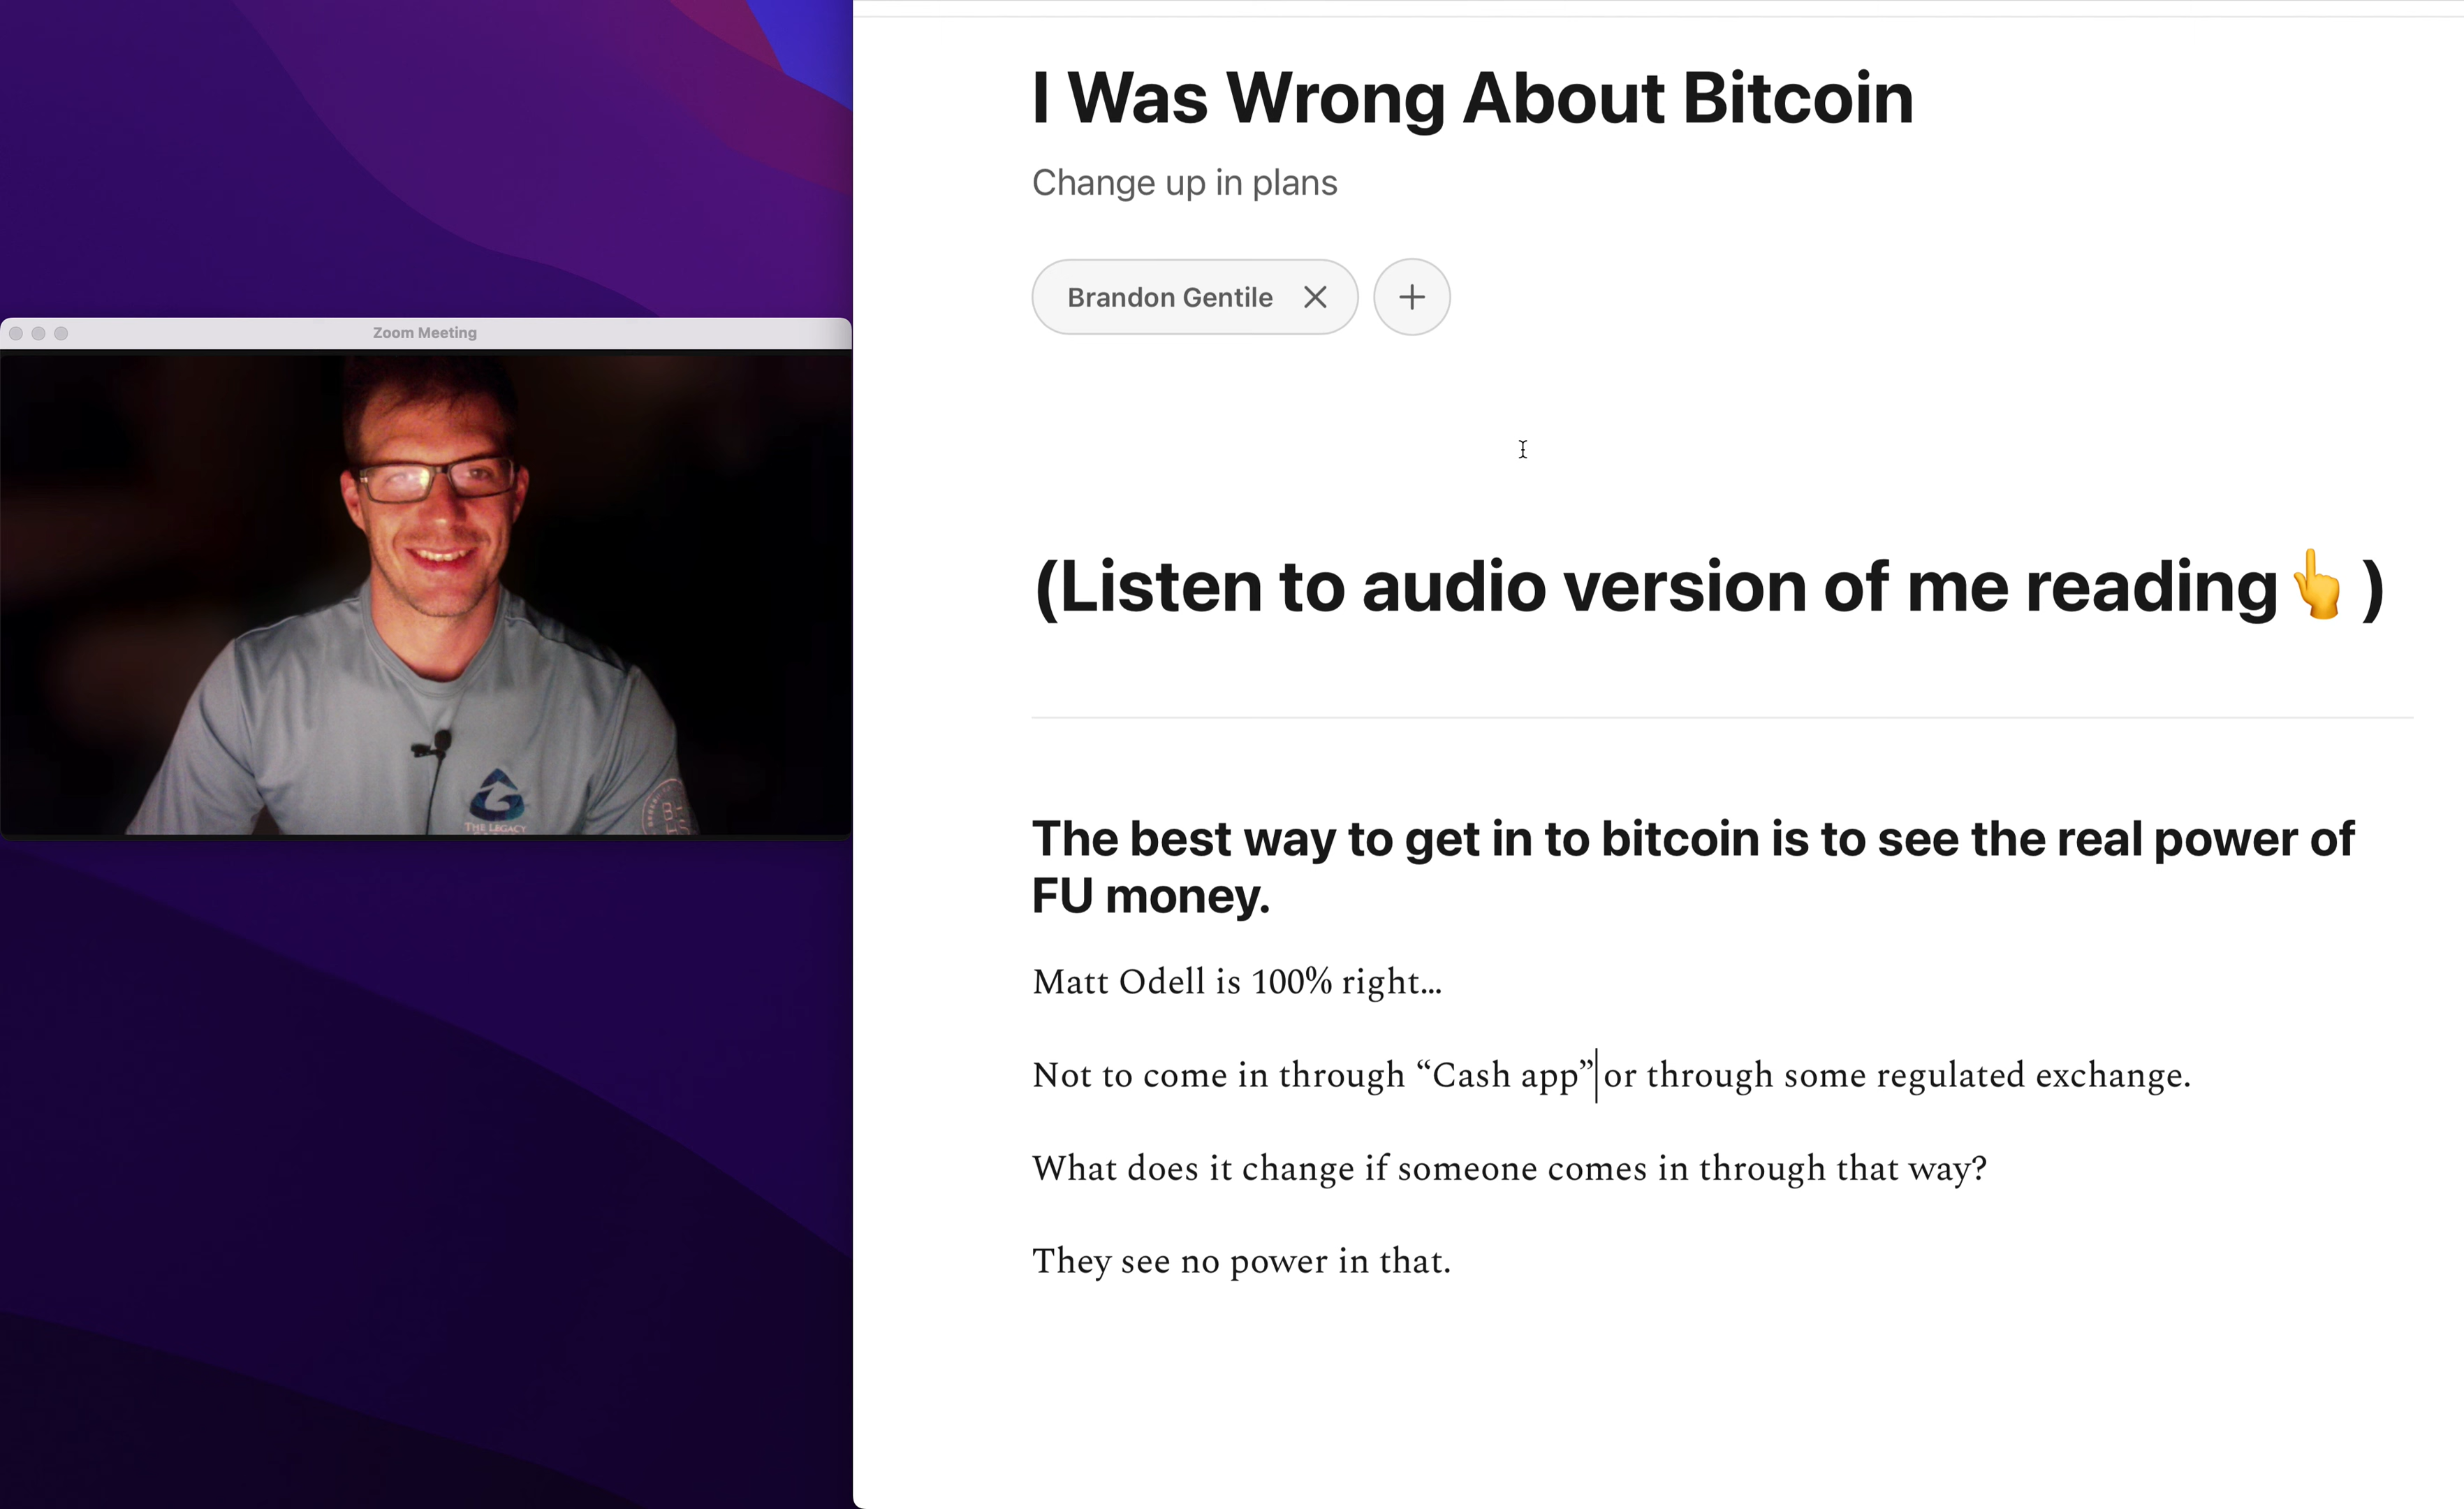 Zoom Meeting
THE LEGACY
I Was Wrong About Bitcoin
Change up in plans
Brandon Gentile
(Listen to audio version of me reading👆)
The best way to get in to bitcoin is to see the real power of
FU money.
Matt Odell is 100% right...
Not to come in through “Cash app” or through some regulated exchange.
What does it change if someone comes in through that way?
They see no power in that.